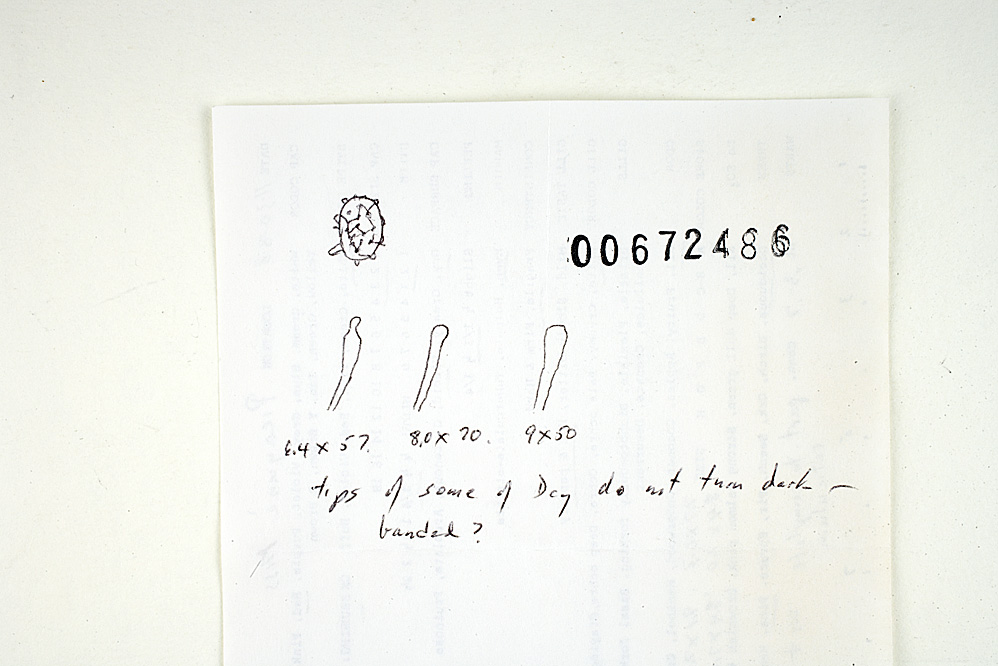 00672486
6.4 x 57. 8.0 x 70. 9 x 50
tips of some of Dcy do not turn dark —
banded ?